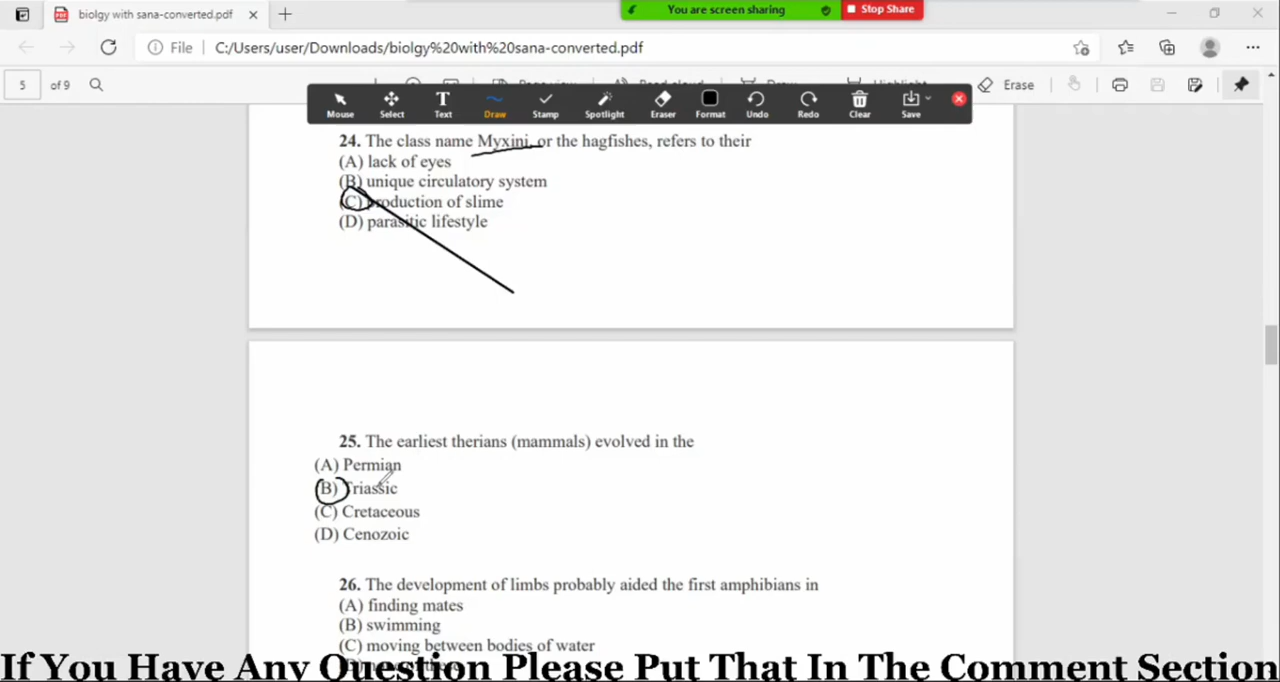 biolgy with sana-converted.pdf
You are screen sharing
Stop Share
File
C:/Users/user/Downloads/biolgy%20with%20sana-converted.pdf
5 of 9
Erase
Mouse Select Text Draw Stamp Spotlight Eraser Format Undo Redo Clear Save
24. The class name Myxini, or the hagfishes, refers to their
(A) lack of eyes
(B) unique circulatory system
(C) production of slime
(D) parasitic lifestyle
25. The earliest therians (mammals) evolved in the
(A) Permian
(B) Triassic
(C) Cretaceous
(D) Cenozoic
26. The development of limbs probably aided the first amphibians in
(A) finding mates
(B) swimming
(C) moving between bodies of water
If You Have Any Question Please Put That In The Comment Section